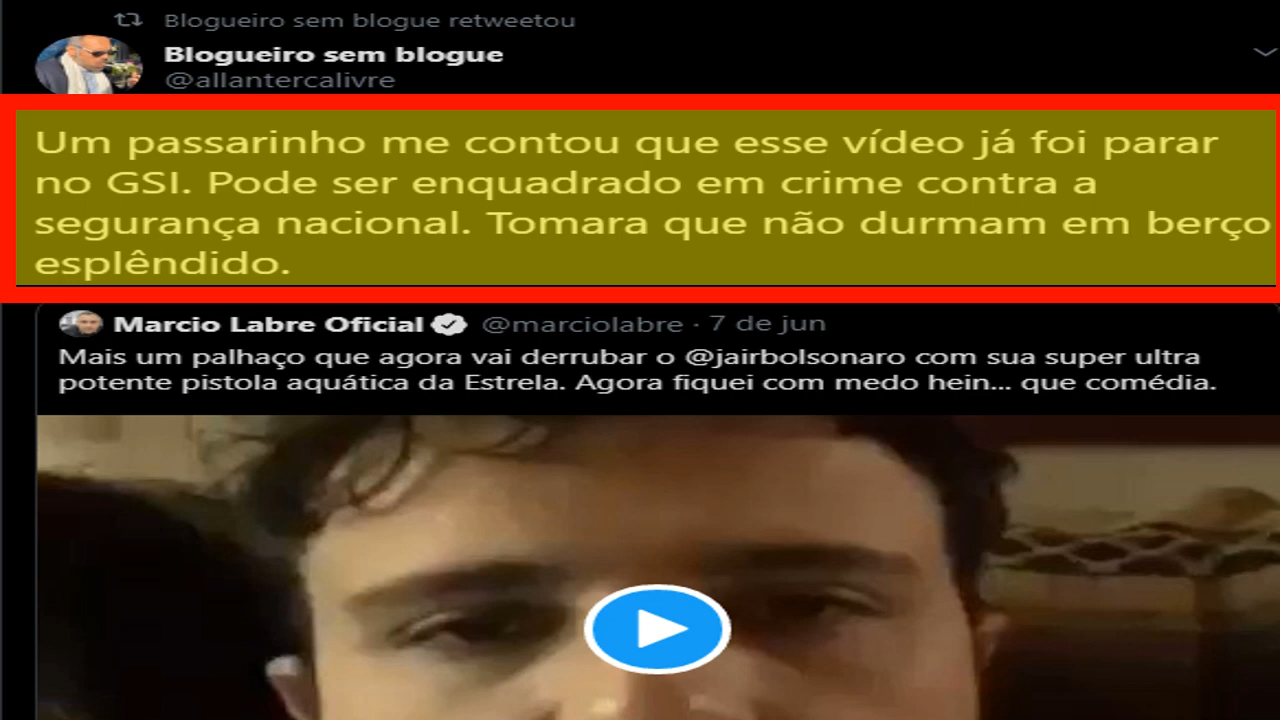 Blogueiro sem blogue retweetou
Blogueiro sem blogue
@allantercalivre
Um passarinho me contou que esse vídeo já foi parar
no GSI. Pode ser enquadrado em crime contra a
segurança nacional. Tomara que não durmam em berço
esplêndido.
Marcio Labre Oficial @marciolabre · 7 de jun
Mais um palhaço que agora vai derrubar o @jairbolsonaro com sua super ultra
potente pistola aquática da Estrela. Agora fiquei com medo hein... que comédia.